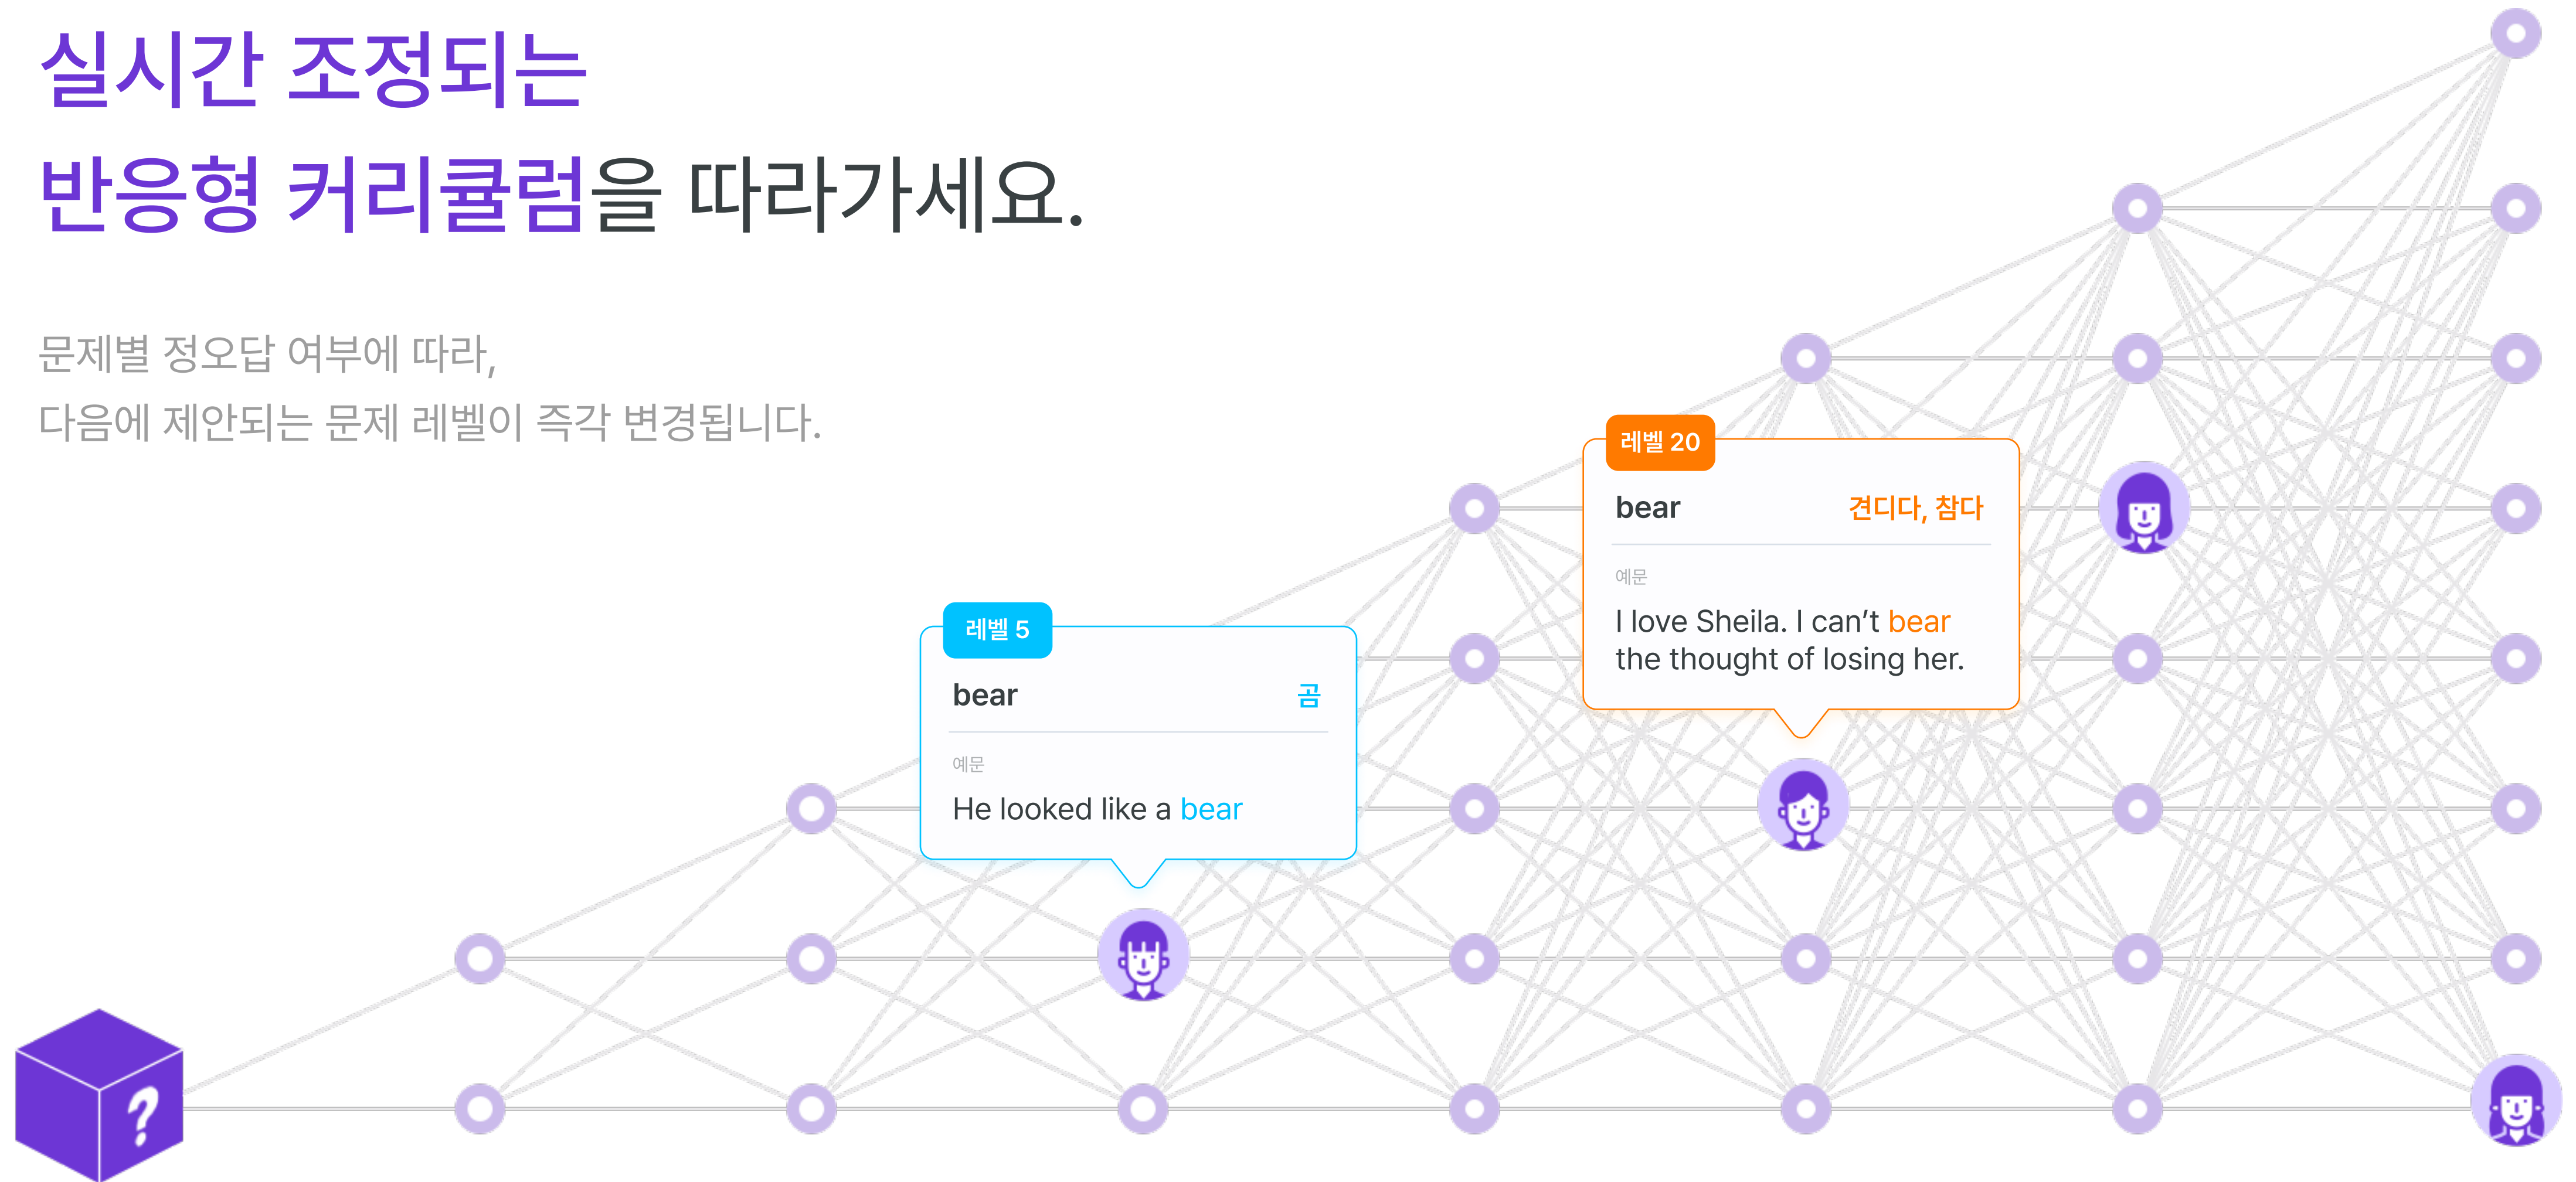 실시간 조정되는
반응형 커리큘럼을 따라가세요.
문제별 정오답 여부에 따라,
다음에 제안되는 문제 레벨이 즉각 변경됩니다.
레벨 20
bear 견디다, 참다
예문
I love Sheila. I can’t bear
the thought of losing her.
레벨 5
bear 곰
예문
He looked like a bear
?